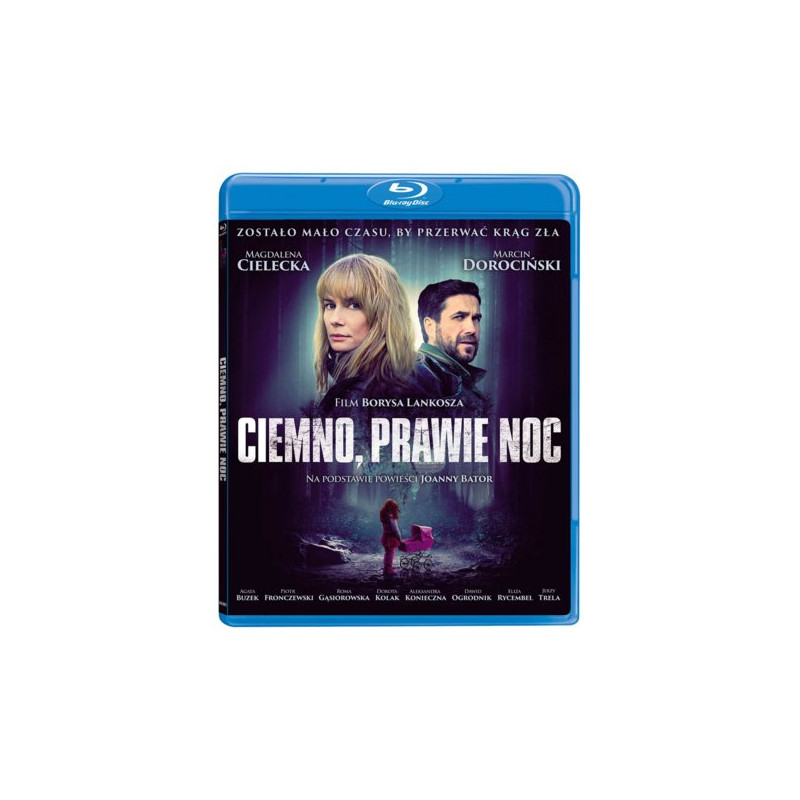 Blu-ray Disc
ZOSTAŁO MAŁO CZASU, BY PRZERWAĆ KRĄG ZŁA
MAGDALENA
CIELECKA
MARCIN
DOROCIŃSKI
FILM BORYSA LANKOSZA
CIEMNO, PRAWIE NOC
NA PODSTAWIE POWIEŚCI JOANNY BATOR
AGATA
BUZEK
PIOTR
FRONCZEWSKI
ROMA
GĄSIOROWSKA
DOROTA
KOLAK
ALEKSANDRA
KONIECZNA
DAWID
OGRODNIK
ELIZA
RYCEMBEL
JERZY
TRELA
CIEMNO, PRAWIE NOC